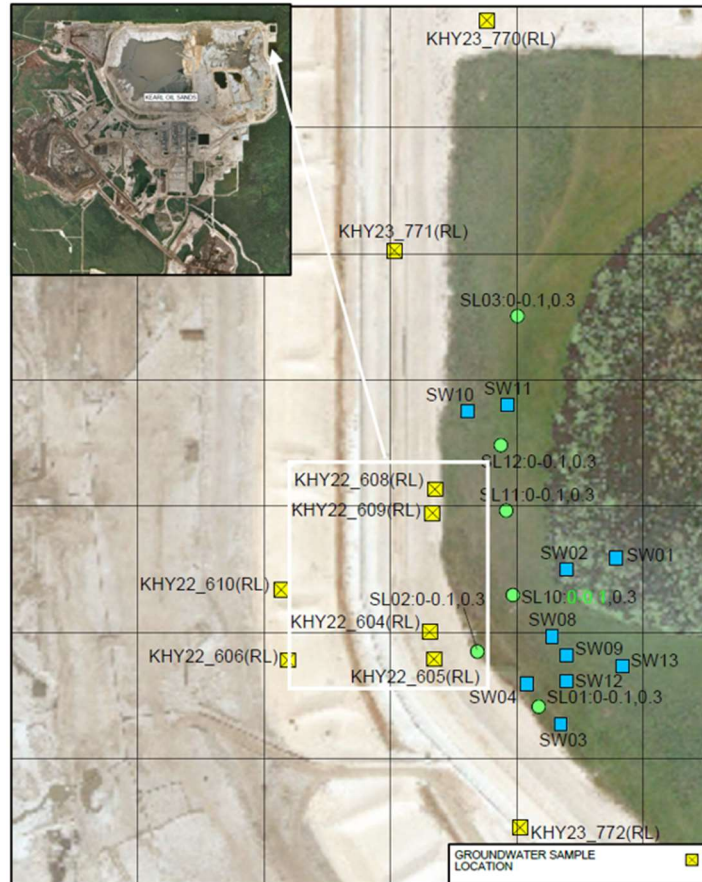 KHY23_770(RL)
KEARL OIL SANDS
KHY23_771(RL)
SL03:0-0.1,0.3
SW10
SW11
SL12:0-0.1,0.3
KHY22_608(RL)
SL11:0-0.1,0.3
KHY22_609(RL)
SW02
SW01
KHY22_610(RL)
SL02:0-0.1,0.3
SL10:0-0.1,0.3
KHY22_604(RL)
SW08
KHY22_606(RL)
SW09
SW13
KHY22_605(RL)
SW12
SW04
SL01:0-0.1,0.3
SW03
KHY23_772(RL)
GROUNDWATER SAMPLE
LOCATION